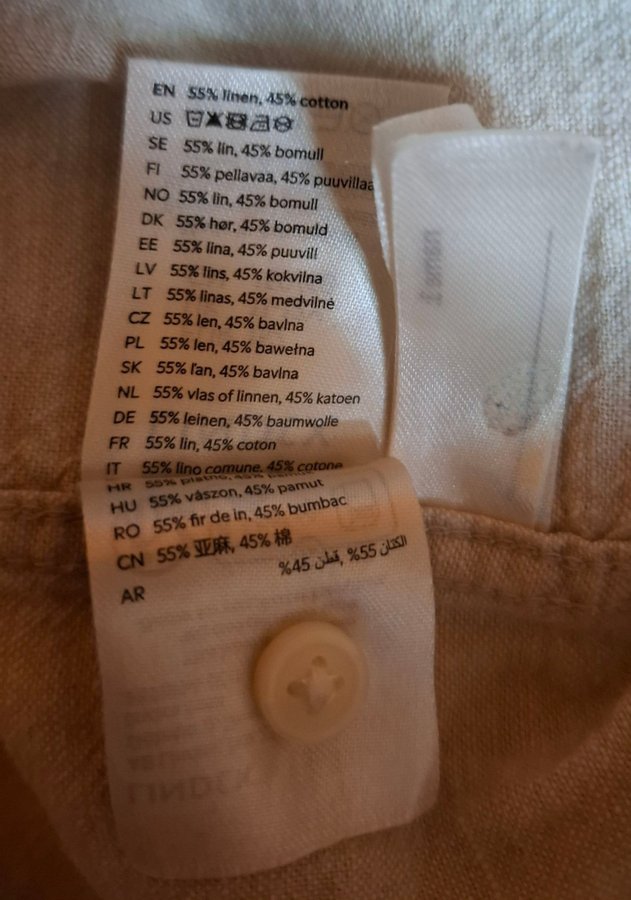 EN 55% linen, 45% cotton
US
SE 55% lin, 45% bomull
FI 55% pellavaa, 45% puuvillaa
NO 55% lin, 45% bomull
DK 55% hør, 45% bomuld
EE 55% lina, 45% puuvill
LV 55% lins, 45% kokvilna
LT 55% linas, 45% medvilnė
CZ 55% len, 45% bavlna
PL 55% len, 45% bawełna
SK 55% ľan, 45% bavlna
NL 55% vlas of linnen, 45% katoen
DE 55% leinen, 45% baumwolle
FR 55% lin, 45% coton
IT 55% lino comune, 45% cotone
HR 55% 45%
HU 55% vászon, 45% pamut
RO 55% fir de in, 45% bumbac
CN 55% 亚麻, 45% 棉
AR الكتان 55%, قطن 45%
LINDEX